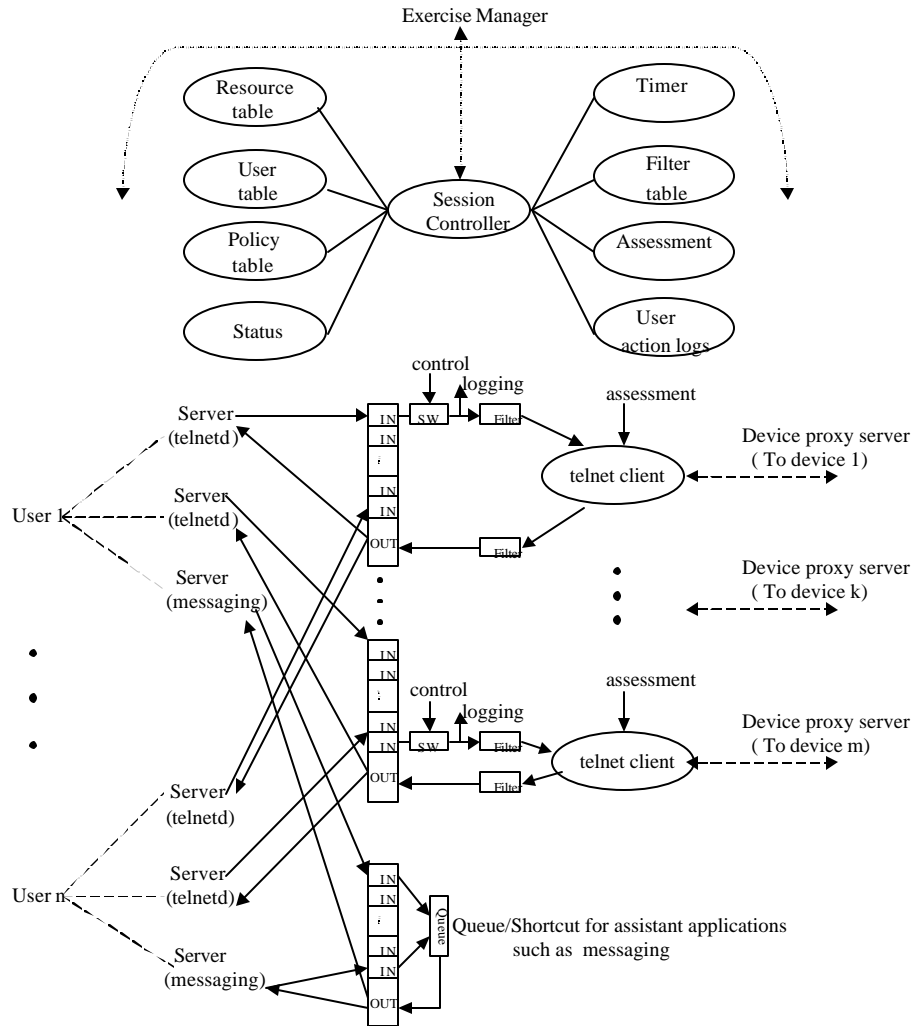 Exercise Manager
Resource
table
Timer
User
table
Filter
table
Session
Controller
Policy
table
Assessment
Status
User
action logs
control
logging
assessment
Server
(telnetd)
IN
SW
Filter
IN
:
IN
IN
OUT
telnet client
Device proxy server
( To device 1)
User 1
Server
(telnetd)
Filter
Server
(messaging)
Device proxy server
( To device k)
IN
IN
:
IN
IN
OUT
control
logging
SW
Filter
Filter
assessment
telnet client
Device proxy server
( To device m)
Server
(telnetd)
User n
Server
(telnetd)
Server
(messaging)
IN
IN
:
IN
IN
OUT
Queue
Queue/Shortcut for assistant applications
such as messaging